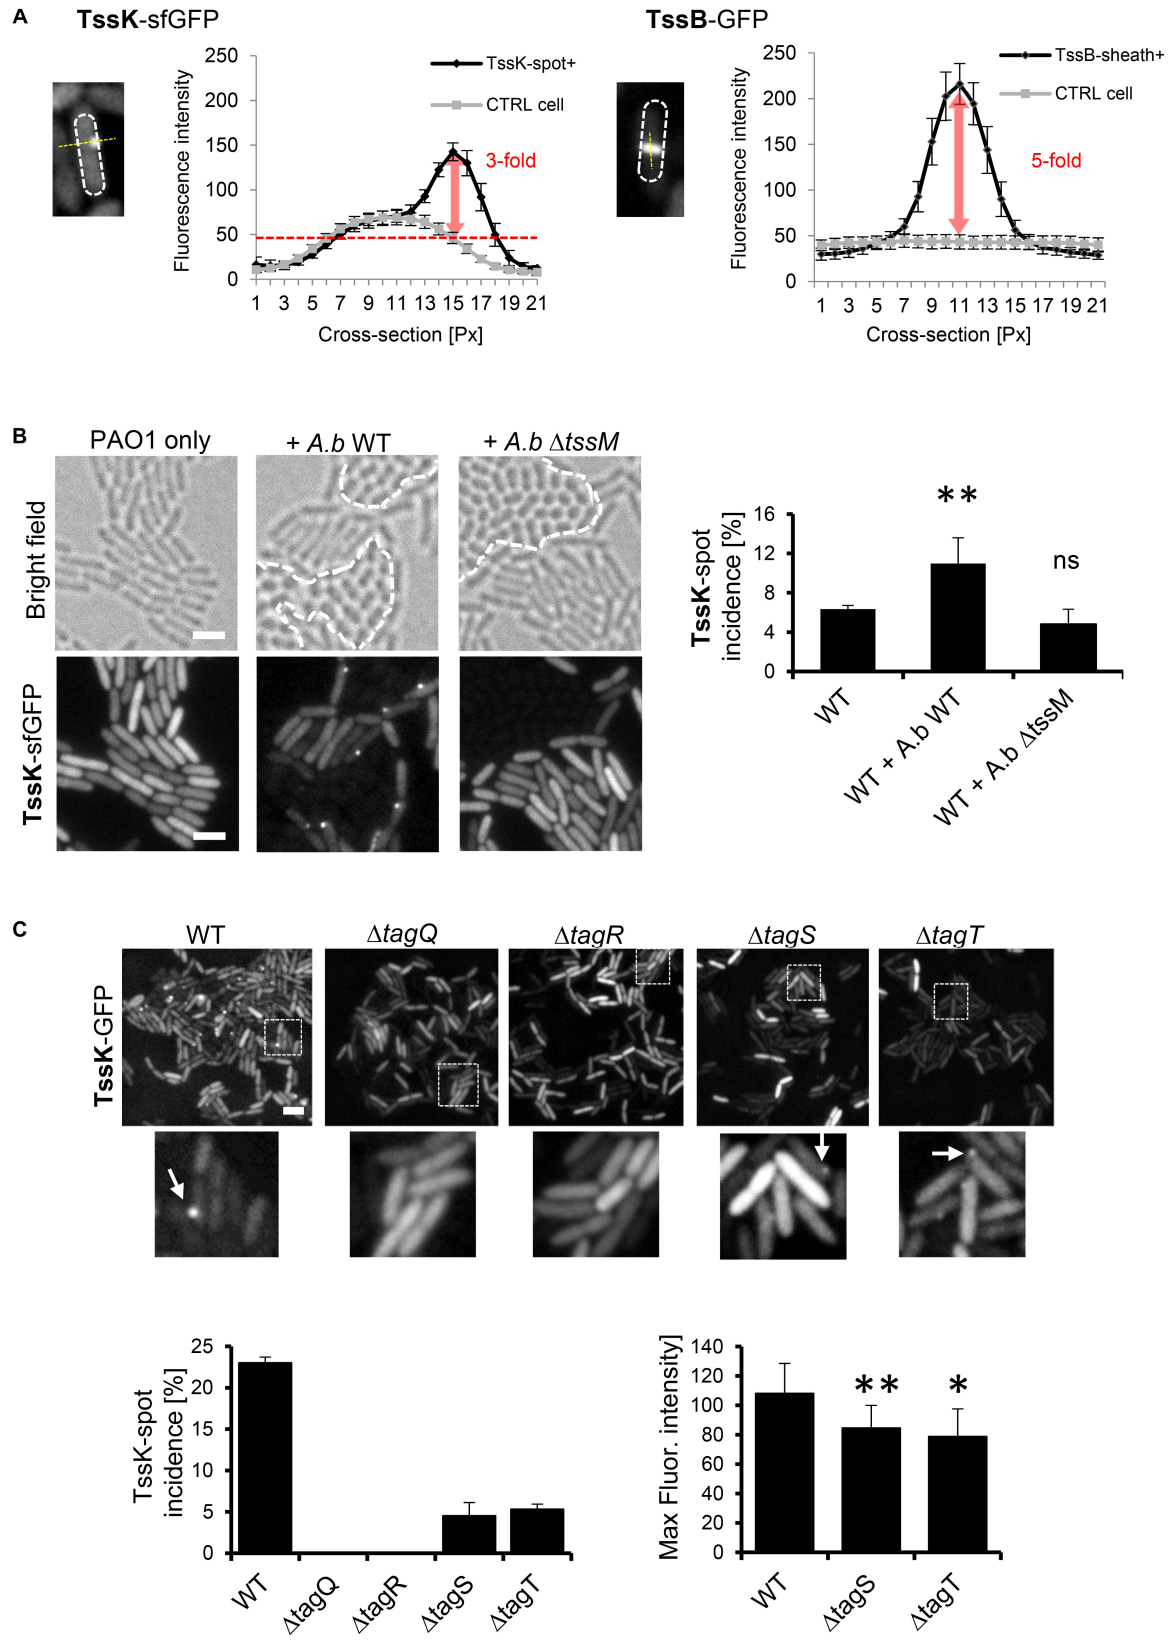 A
TssK-sfGFP
TssB-GFP
250
200
150
100
50
0
Fluorescence intensity
TssK-spot+
CTRL cell
3-fold
1 3 5 7 9 11 13 15 17 19 21
Cross-section [Px]
250
200
150
100
50
0
Fluorescence intensity
TssB-sheath+
CTRL cell
5-fold
1 3 5 7 9 11 13 15 17 19 21
Cross-section [Px]
B
PAO1 only
+ A.b WT
+ A.b ΔtssM
Bright field
TssK-sfGFP
TssK-spot
incidence [%]
16
12
8
4
0
**
ns
WT
WT + A.b WT
WT + A.b ΔtssM
C
WT
ΔtagQ
ΔtagR
ΔtagS
ΔtagT
TssK-GFP
TssK-spot
incidence [%]
25
20
15
10
5
0
WT
ΔtagQ
ΔtagR
ΔtagS
ΔtagT
Max Fluor. intensity]
140
120
100
80
60
40
20
0
**
*
WT
ΔtagS
ΔtagT